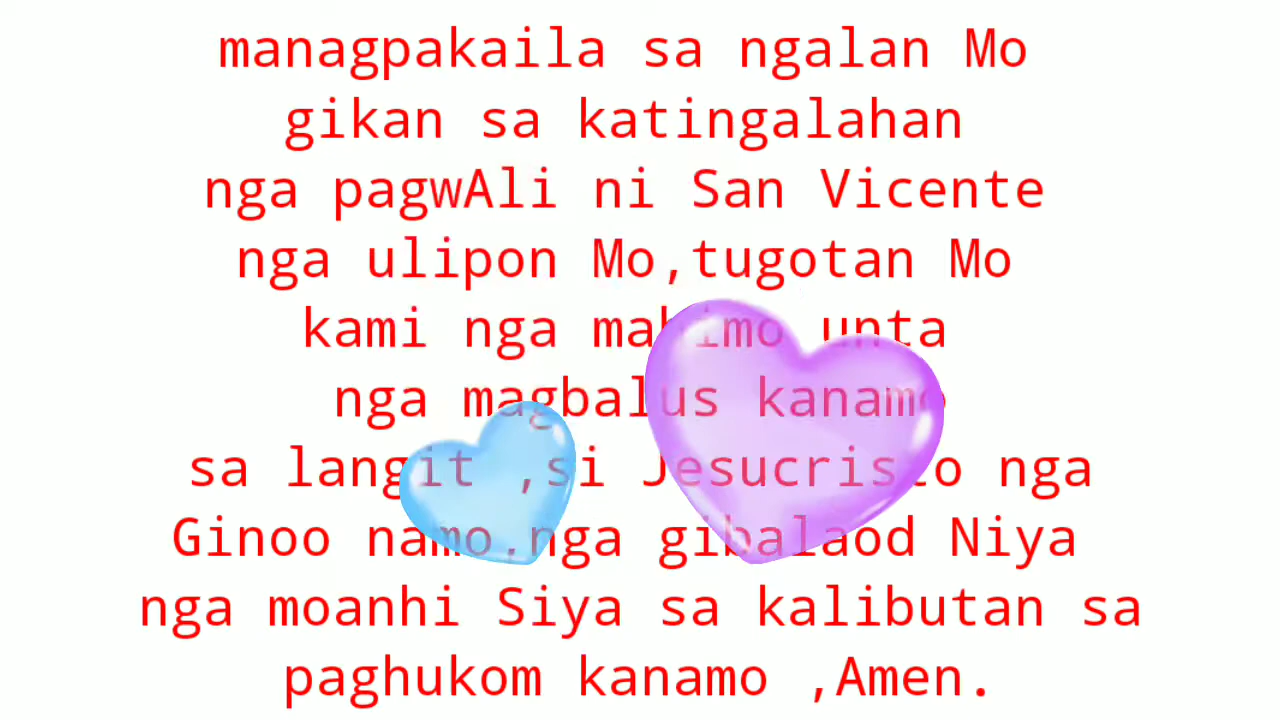 managpakaila sa ngalan Mo
gikan sa katingalahan
nga pagwAli ni San Vicente
nga ulipon Mo,tugotan Mo
kami nga mahimo unta
nga magbalus kanamo
sa langit ,si Jesucristo nga
Ginoo namo,nga gibalaod Niya
nga moanhi Siya sa kalibutan sa
paghukom kanamo ,Amen.